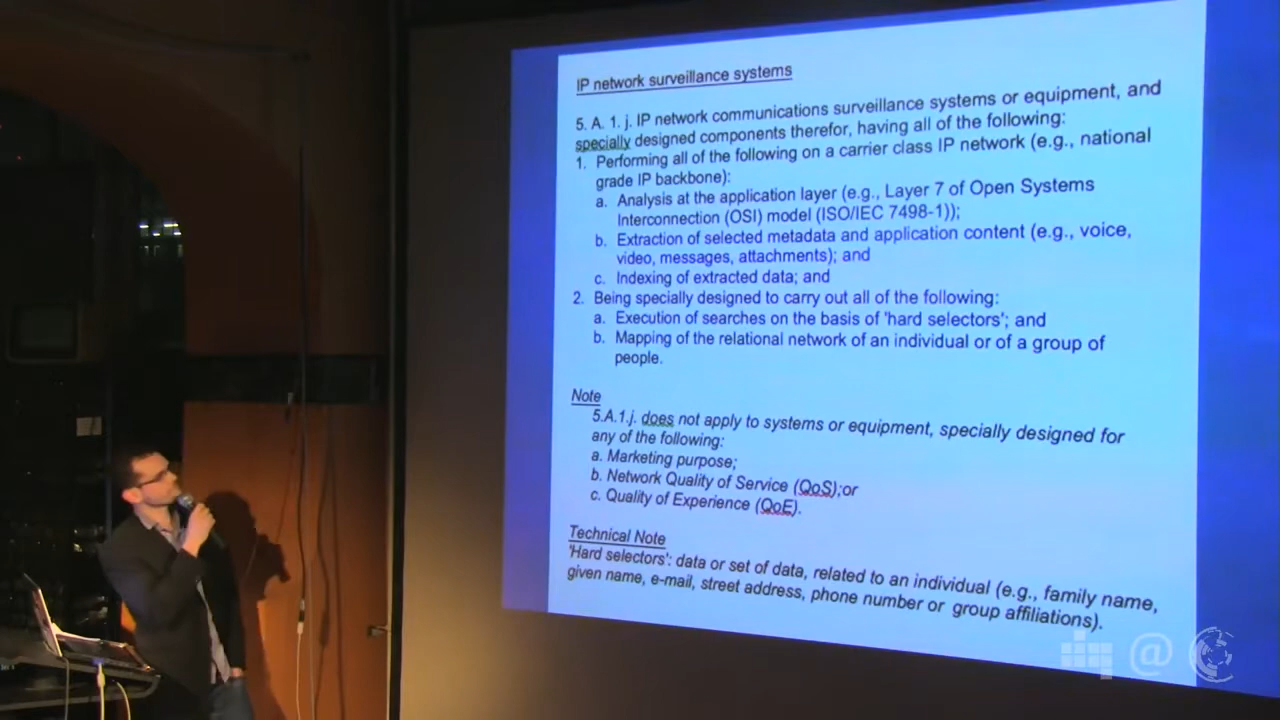 IP network surveillance systems
5. A. 1. j. IP network communications surveillance systems or equipment, and
specially designed components therefor, having all of the following:
1. Performing all of the following on a carrier class IP network (e.g., national
grade IP backbone):
a. Analysis at the application layer (e.g., Layer 7 of Open Systems
Interconnection (OSI) model (ISO/IEC 7498-1));
b. Extraction of selected metadata and application content (e.g., voice,
video, messages, attachments); and
c. Indexing of extracted data; and
2. Being specially designed to carry out all of the following:
a. Execution of searches on the basis of 'hard selectors'; and
b. Mapping of the relational network of an individual or of a group of
people.
Note
5.A.1.j. does not apply to systems or equipment, specially designed for
any of the following:
a. Marketing purpose;
b. Network Quality of Service (QoS);or
c. Quality of Experience (QoE).
Technical Note
'Hard selectors': data or set of data, related to an individual (e.g., family name,
given name, e-mail, street address, phone number or group affiliations).
@